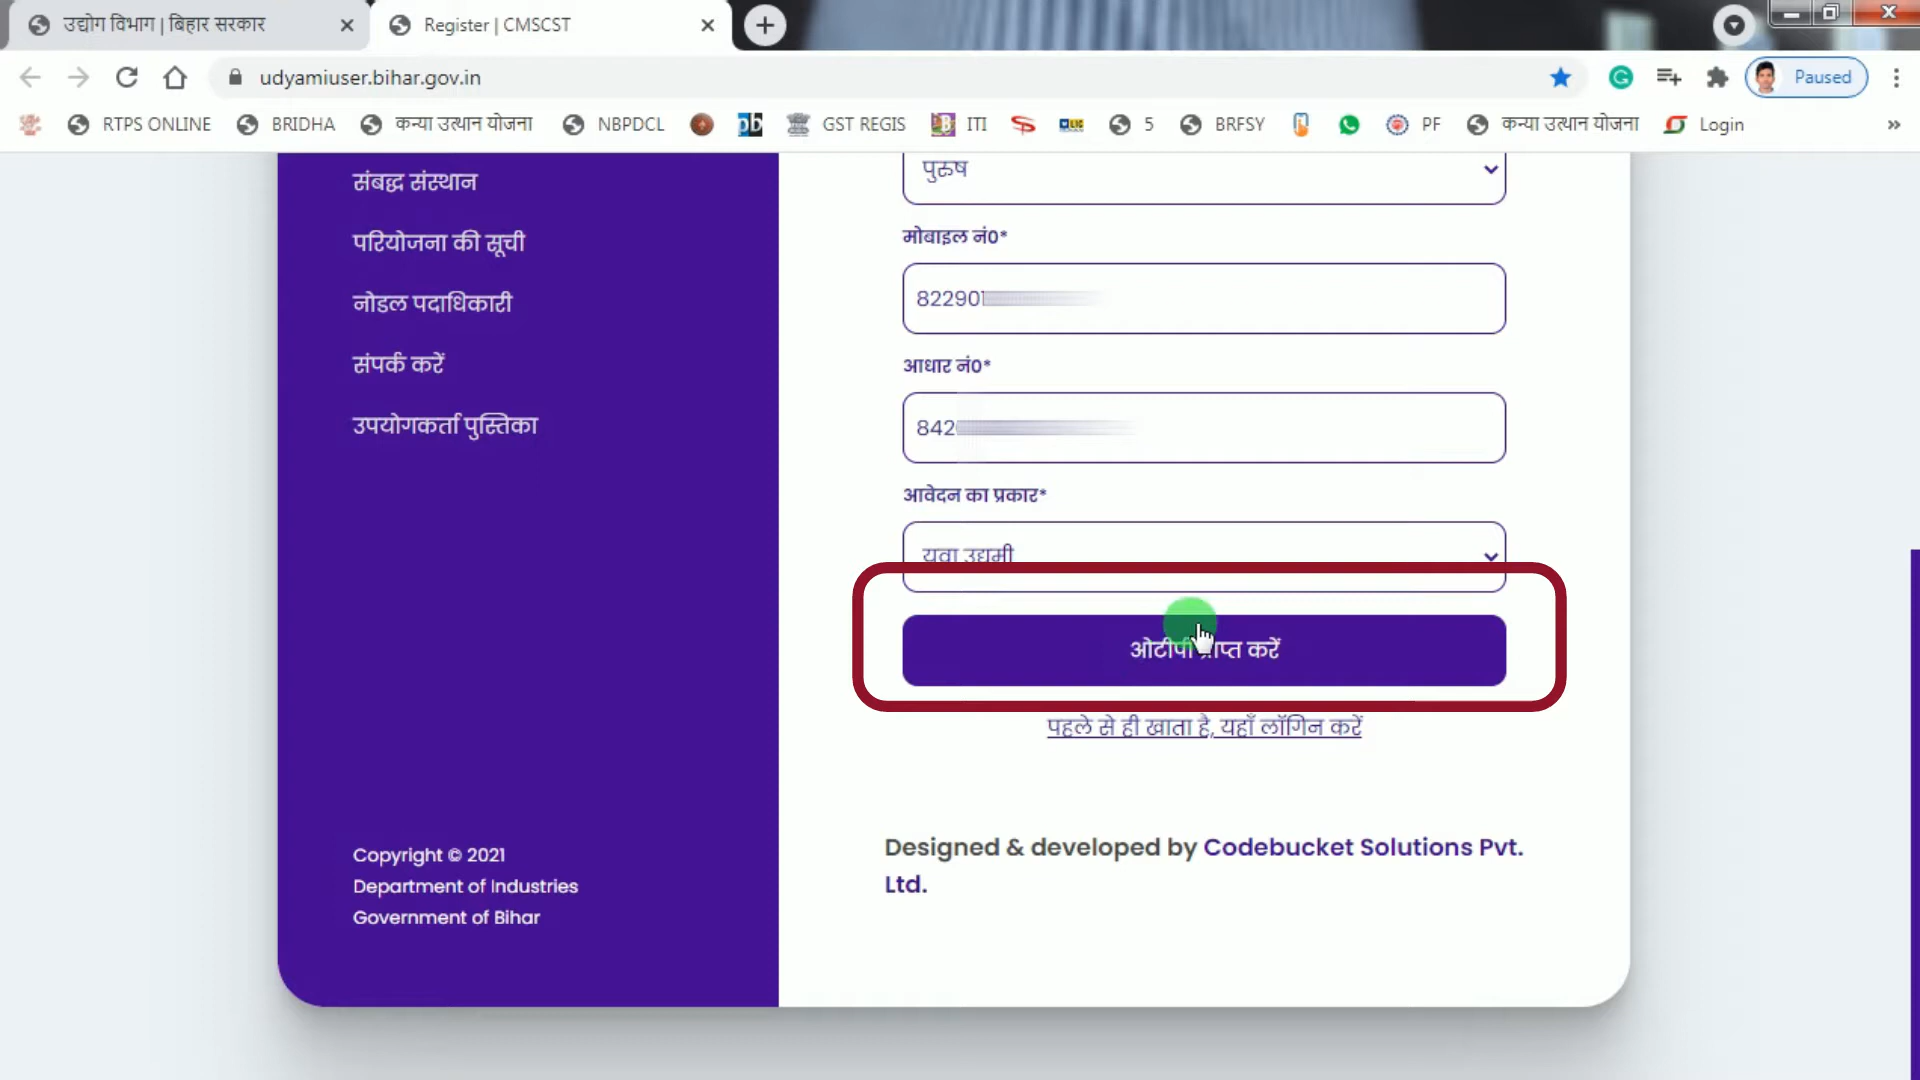 उद्योग विभाग | बिहार सरकार
Register | CMSCST
udyamiuser.bihar.gov.in
Paused
RTPS ONLINE
BRIDHA
कन्या उत्थान योजना
NBPDCL
pb
GST REGIS
ITI
5
BRFSY
PF
कन्या उत्थान योजना
Login
संबद्ध संस्थान
परियोजना की सूची
नोडल पदाधिकारी
संपर्क करें
उपयोगकर्ता पुस्तिका
Copyright © 2021
Department of Industries
Government of Bihar
पुरुष
मोबाइल नं0*
82290
आधार नं0*
842
आवेदन का प्रकार*
युवा उद्यमी
ओटीपी प्राप्त करें
पहले से ही खाता है, यहाँ लॉगिन करें
Designed & developed by Codebucket Solutions Pvt.
Ltd.